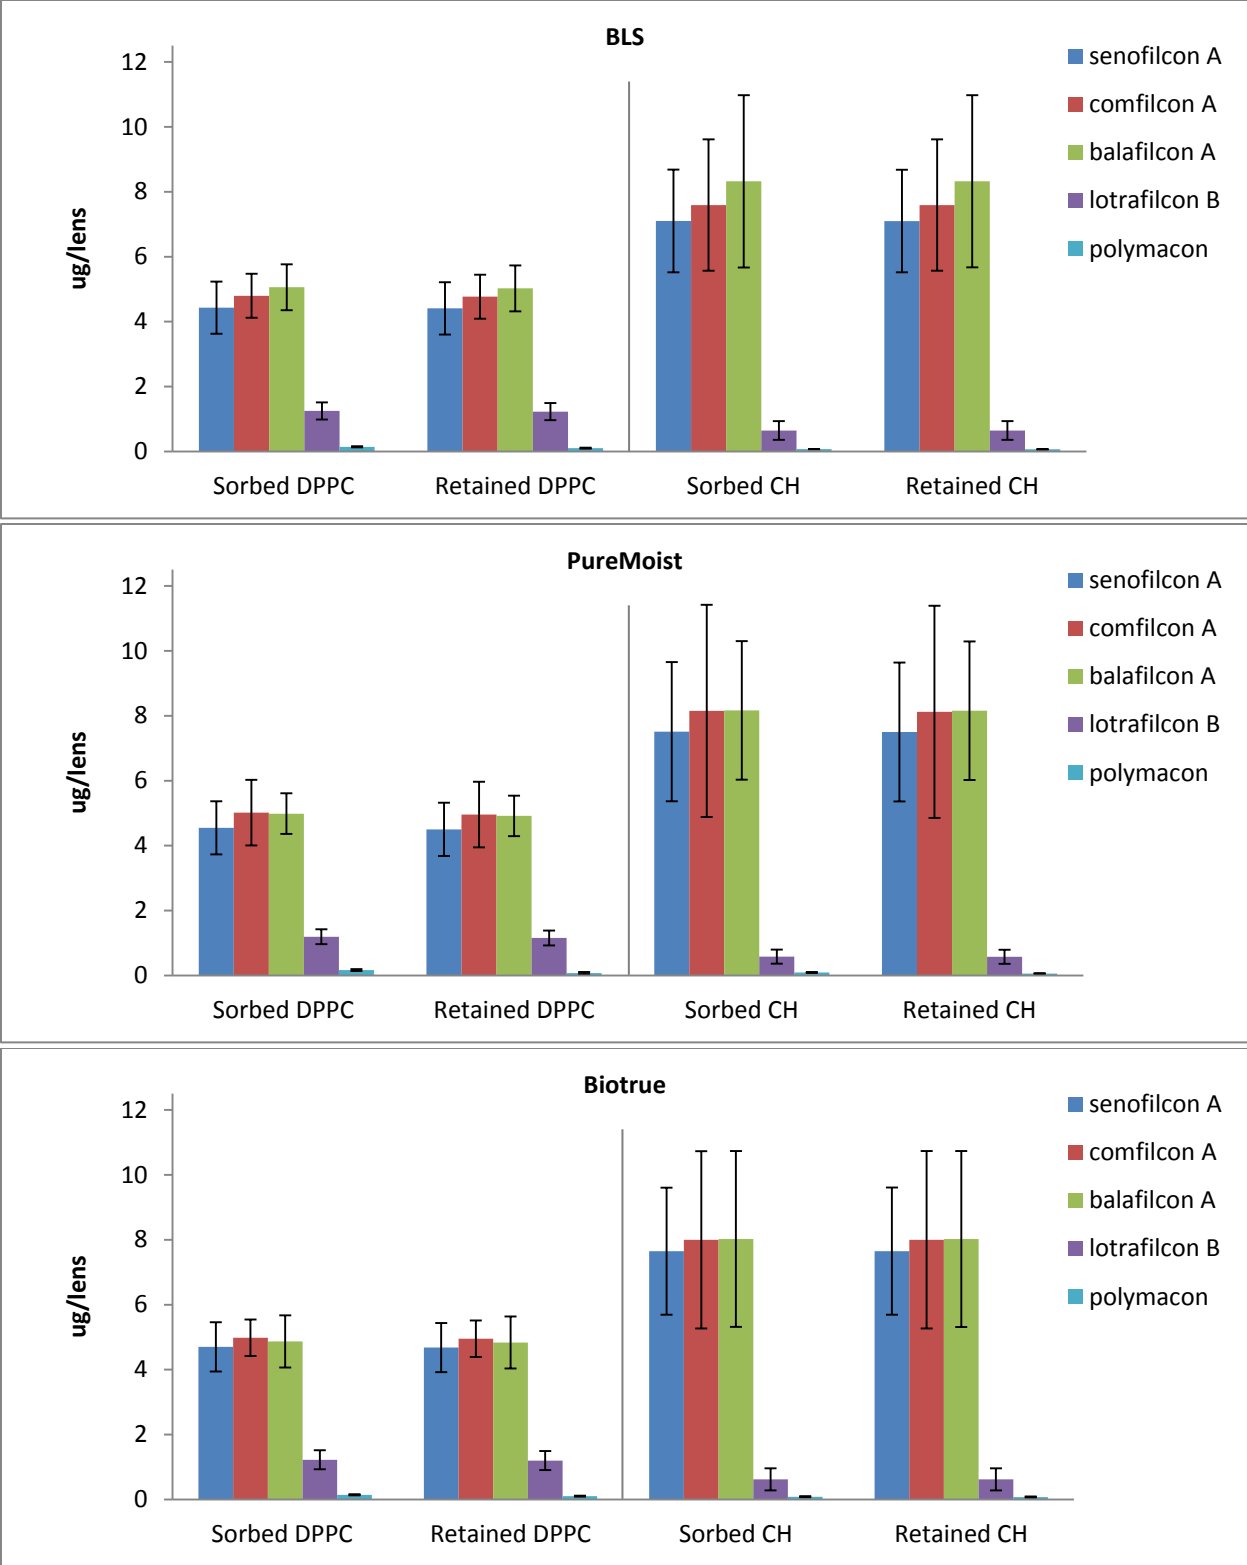 BLS
12
10
8
6
4
2
0
ug/lens
Sorbed DPPC Retained DPPC Sorbed CH Retained CH
senofilcon A
comfilcon A
balafilcon A
lotrafilcon B
polymacon
PureMoist
12
10
8
6
4
2
0
ug/lens
Sorbed DPPC Retained DPPC Sorbed CH Retained CH
senofilcon A
comfilcon A
balafilcon A
lotrafilcon B
polymacon
Biotrue
12
10
8
6
4
2
0
ug/lens
Sorbed DPPC Retained DPPC Sorbed CH Retained CH
senofilcon A
comfilcon A
balafilcon A
lotrafilcon B
polymacon